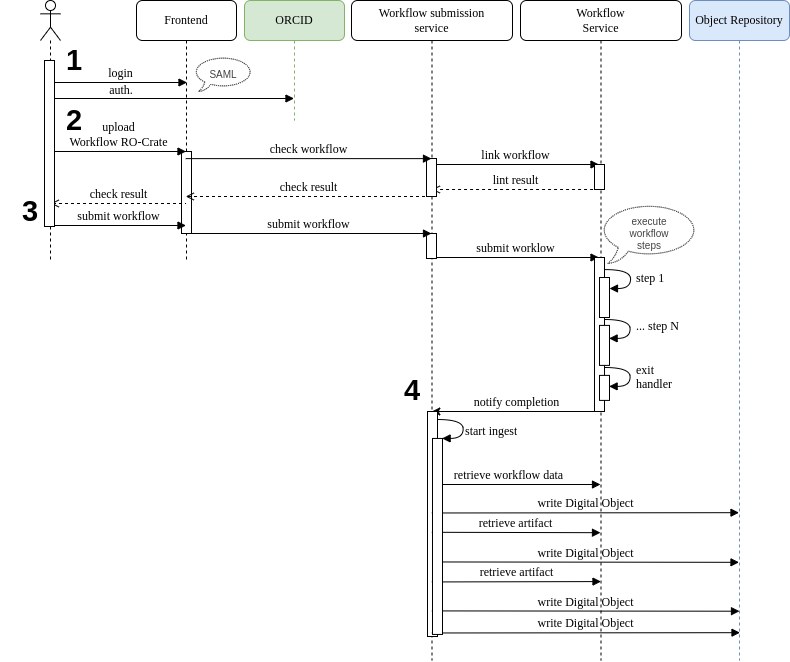 Frontend
ORCID
Workflow submission
service
Workflow
Service
Object Repository
1
login
SAML
auth.
2
upload
Workflow RO-Crate
check workflow
link workflow
lint result
check result
check result
3
submit workflow
submit workflow
execute
workflow
steps
submit worklow
step 1
... step N
exit
handler
4
notify completion
start ingest
retrieve workflow data
write Digital Object
retrieve artifact
write Digital Object
retrieve artifact
write Digital Object
write Digital Object